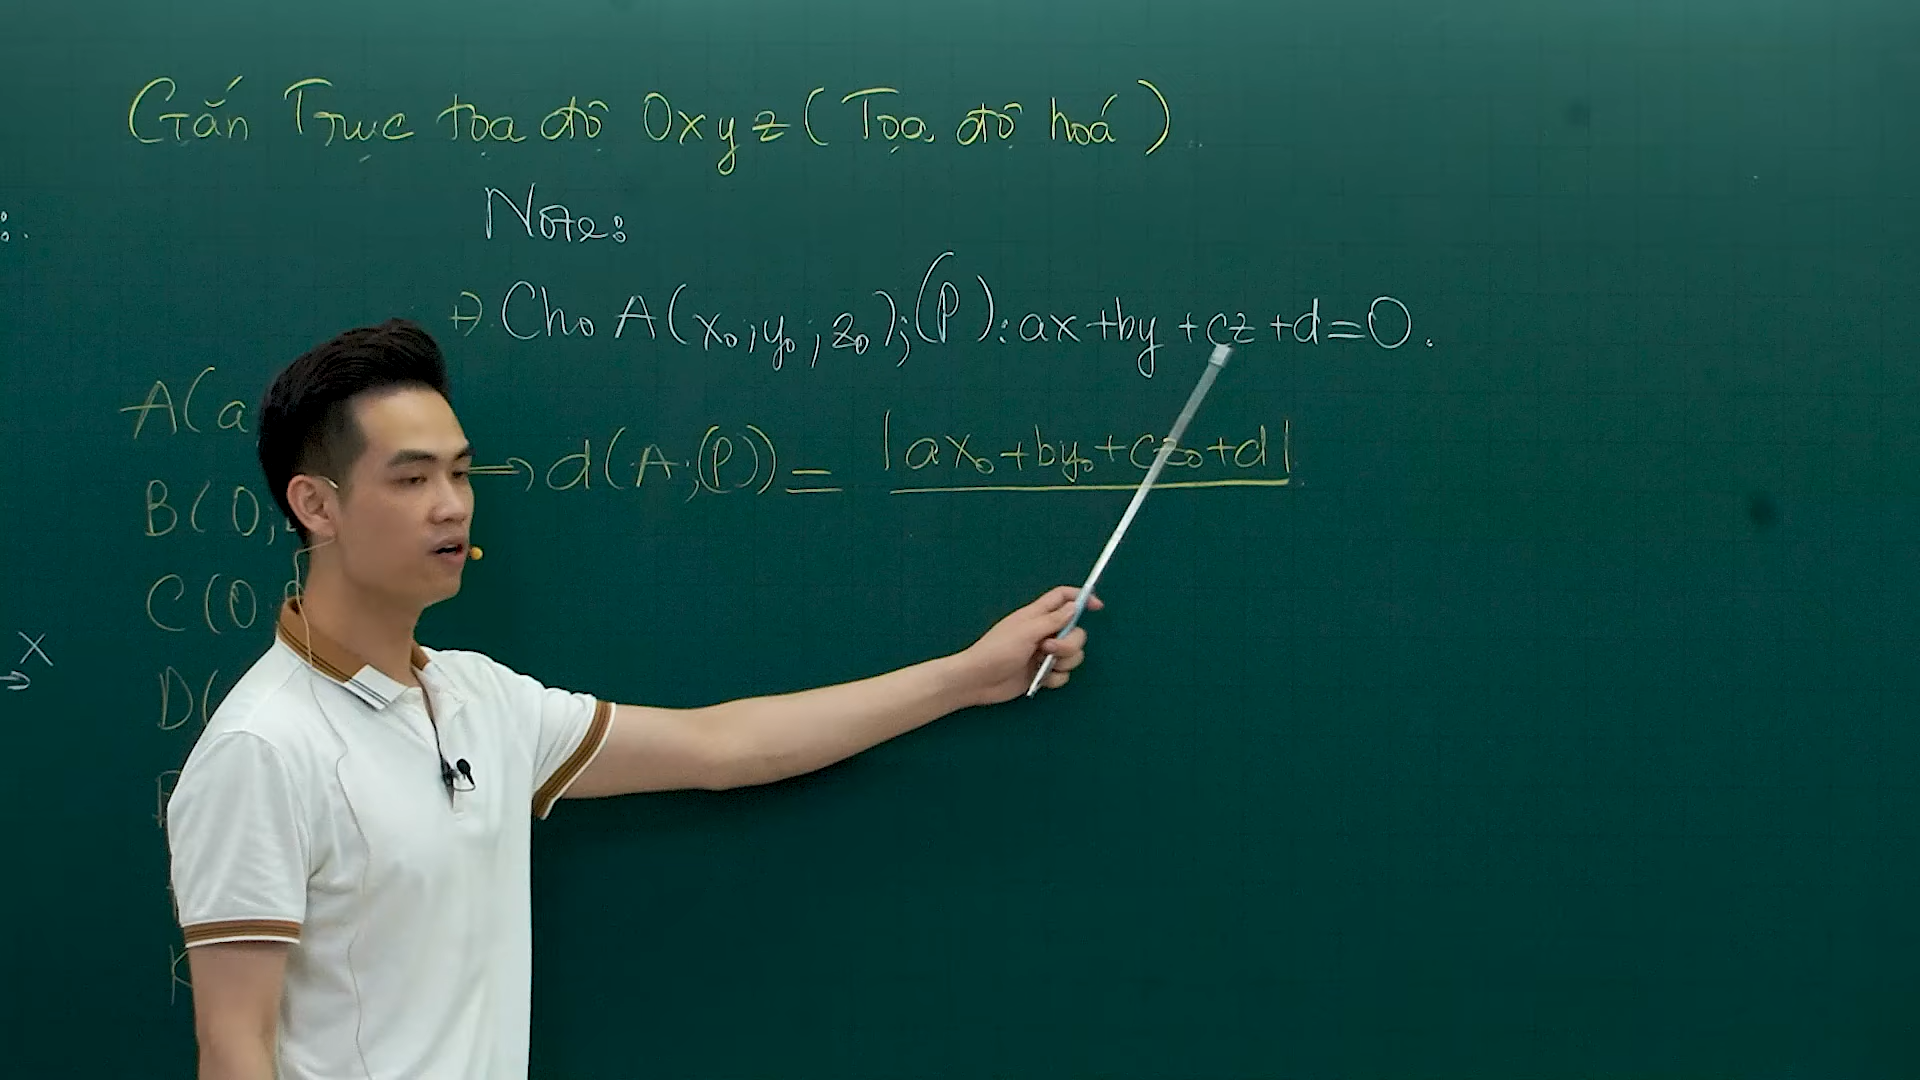 Gắn Trục tọa độ Oxyz (Tọa độ hoá)
Note:
+) Cho A(x₀; y₀; z₀); (P): ax+by+cz+d=0.
→ d(A;(P)) = |ax₀+by₀+cz₀+d|
A(a
B(0;
C(0;
D(
K
x